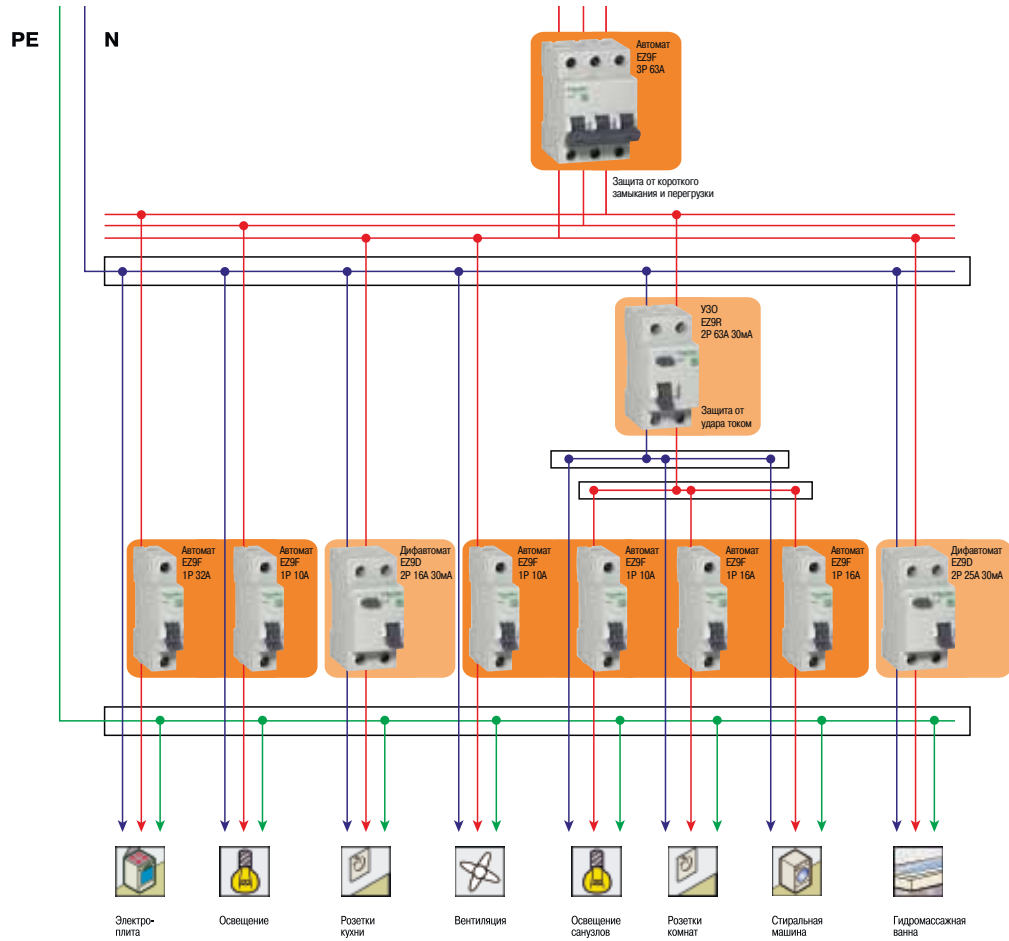 PE
N
Автомат
EZ9F
3P 63A
Защита от короткого
замыкания и перегрузки
УЗО
EZ9R
2P 63A 30мА
Защита от
удара током
Автомат
EZ9F
1P 32A
Автомат
EZ9F
1P 10A
Дифавтомат
EZ9D
2P 16A 30мА
Автомат
EZ9F
1P 10A
Автомат
EZ9F
1P 10A
Автомат
EZ9F
1P 16A
Автомат
EZ9F
1P 16A
Дифавтомат
EZ9D
2P 25A 30мА
Электро-
плита
Освещение
Розетки
кухни
Вентиляция
Освещение
санузлов
Розетки
комнат
Стиральная
машина
Гидромассажная
ванна